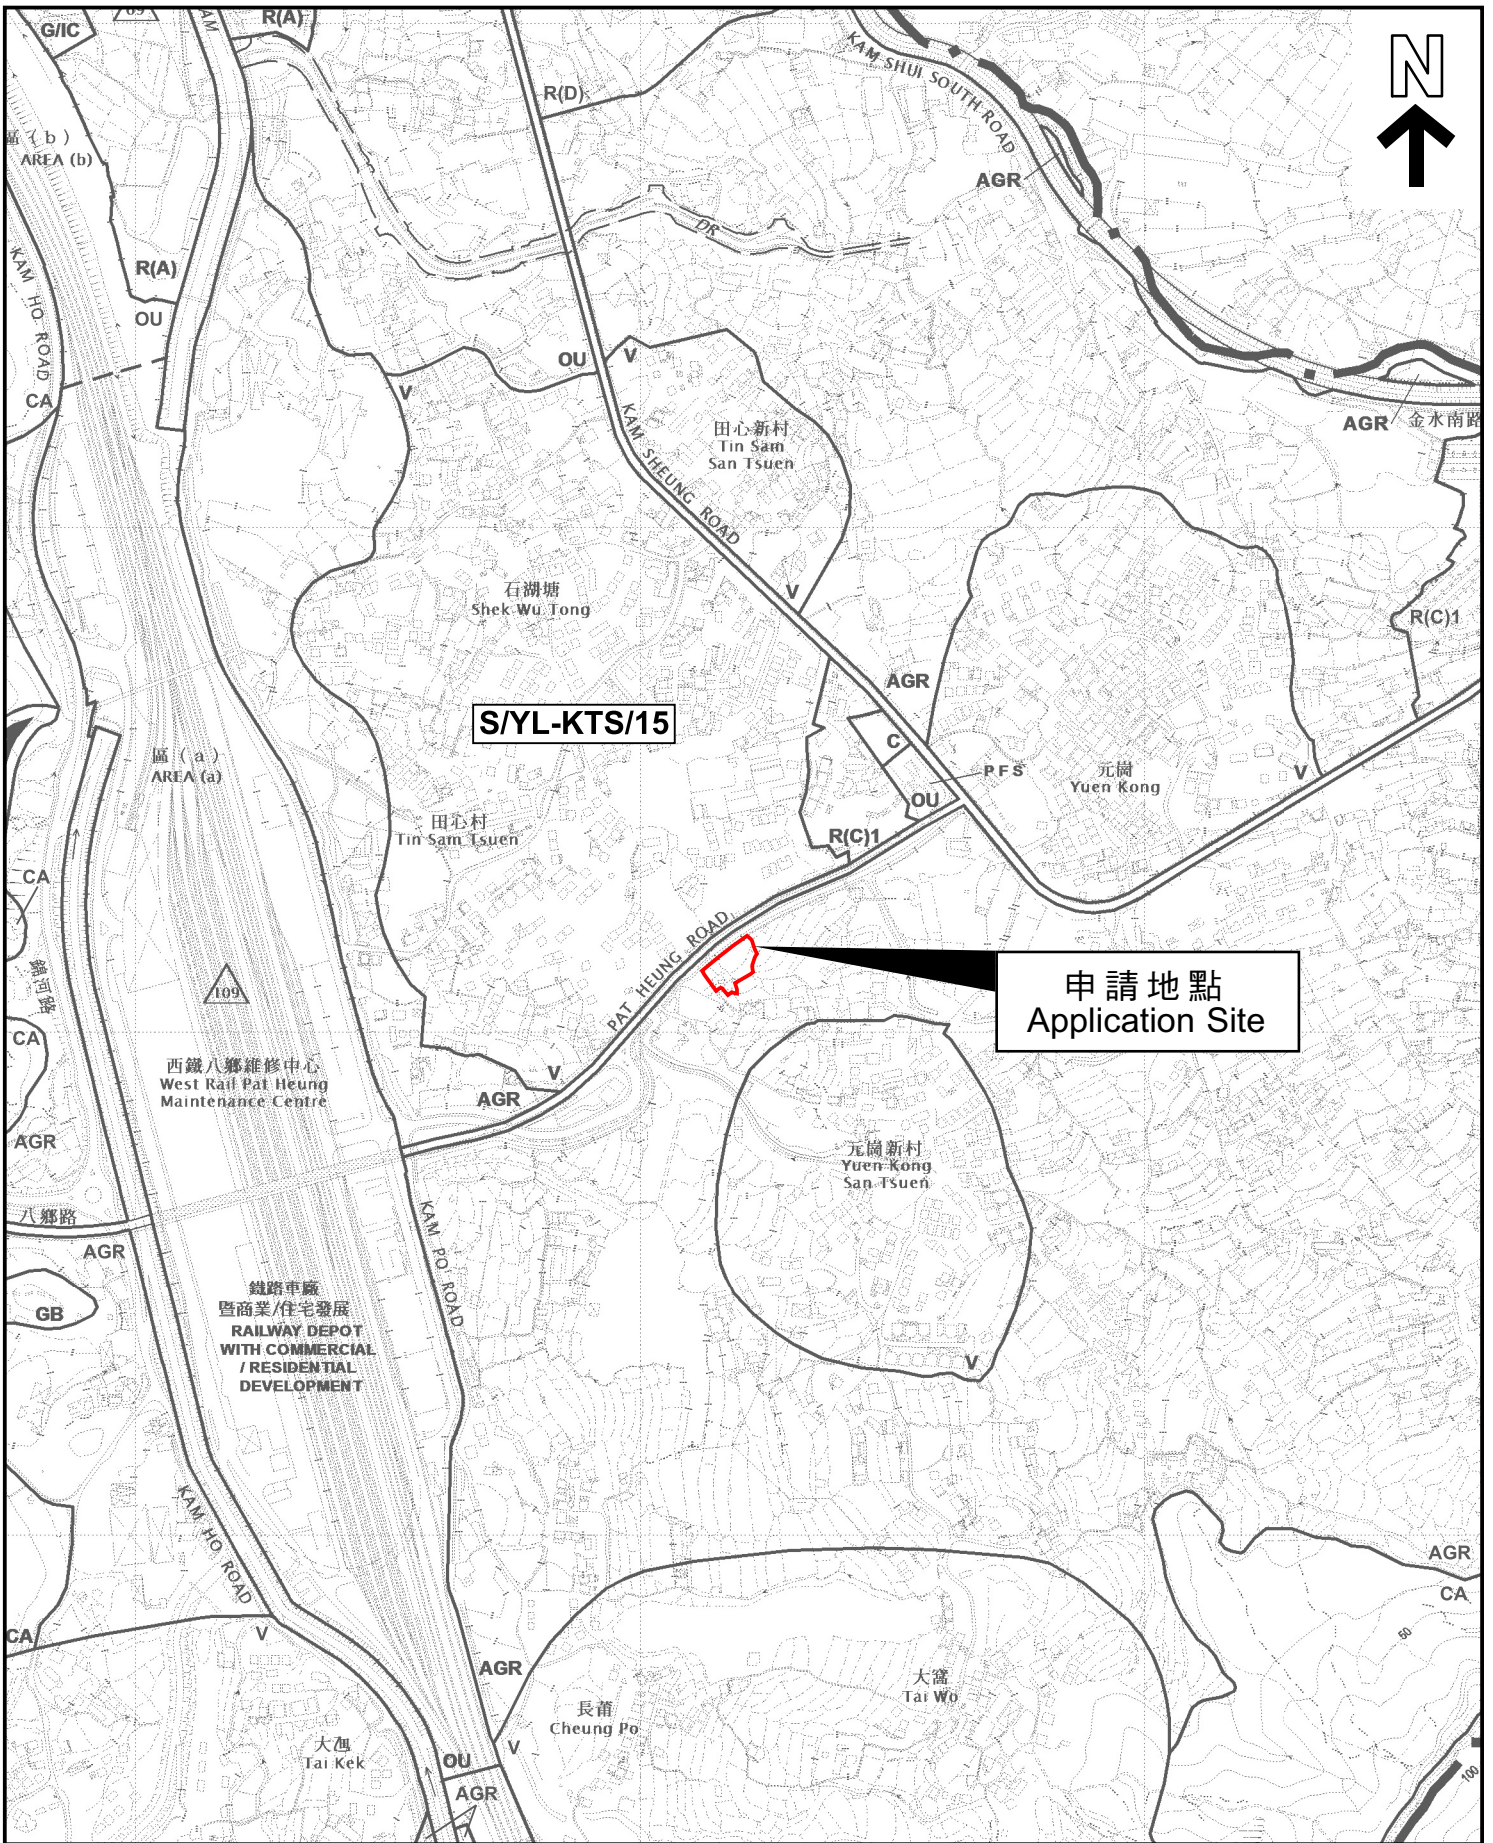 69
R(A)
G/IC
KAM SHUI SOUTH ROAD
N
R(D)
區 ( b )
AREA (b)
AGR
DR
KAM HO ROAD
R(A)
OU
OU
V
V
CA
KAM SHEUNG ROAD
田心新村
Tin Sam
San Tsuen
AGR
金水南路
石湖塘
Shek Wu Tong
V
R(C)1
AGR
S/YL-KTS/15
區 ( a )
AREA (a)
C
PFS
元崗
Yuen Kong
V
OU
田心村
Tin Sam Tsuen
R(C)1
CA
PAT HEUNG ROAD
錦河路
109
申請地點
Application Site
CA
西鐵八鄉維修中心
West Rail Pat Heung
Maintenance Centre
V
AGR
AGR
元崗新村
Yuen Kong
San Tsuen
八鄉路
AGR
KAM PO ROAD
GB
鐵路車廠
暨商業/住宅發展
RAILWAY DEPOT
WITH COMMERCIAL
/ RESIDENTIAL
DEVELOPMENT
V
KAM HO ROAD
AGR
CA
CA
V
50
AGR
大窩
Tai Wo
長莆
Cheung Po
V
Tai Kek
OU
AGR
100